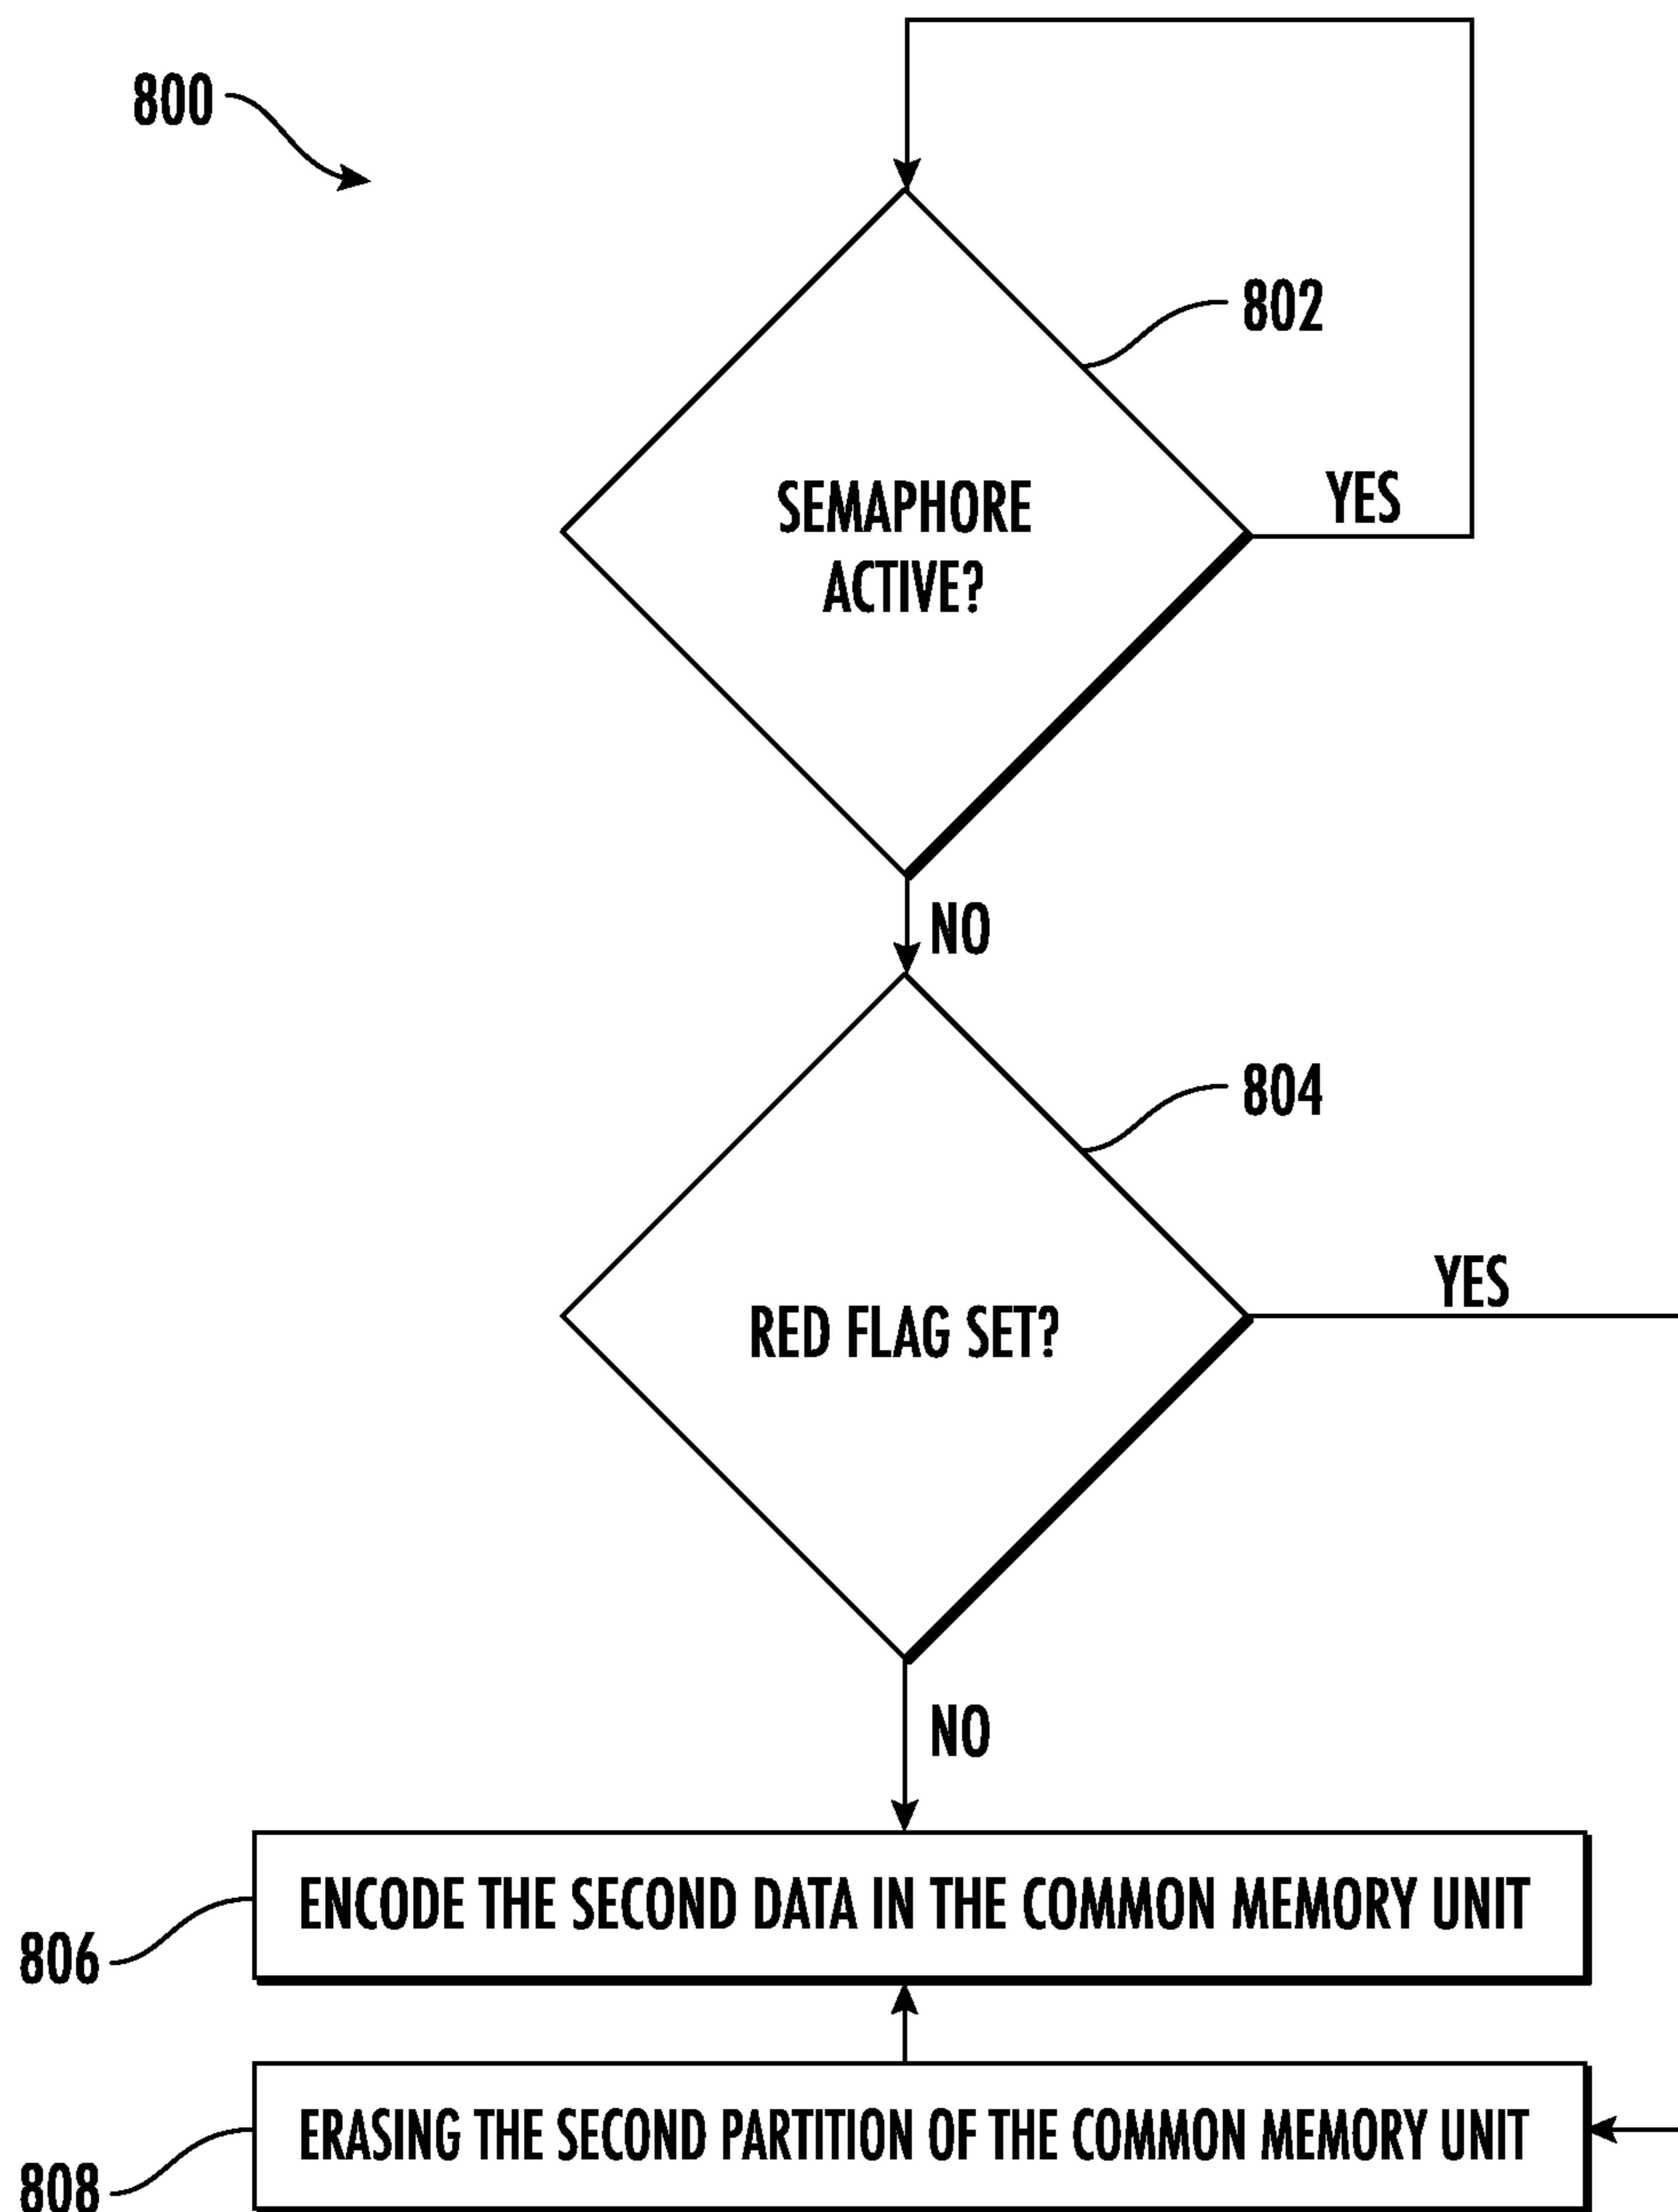 800
802
SEMAPHORE
ACTIVE?
YES
NO
804
RED FLAG SET?
YES
NO
ENCODE THE SECOND DATA IN THE COMMON MEMORY UNIT
806
ERASING THE SECOND PARTITION OF THE COMMON MEMORY UNIT
808